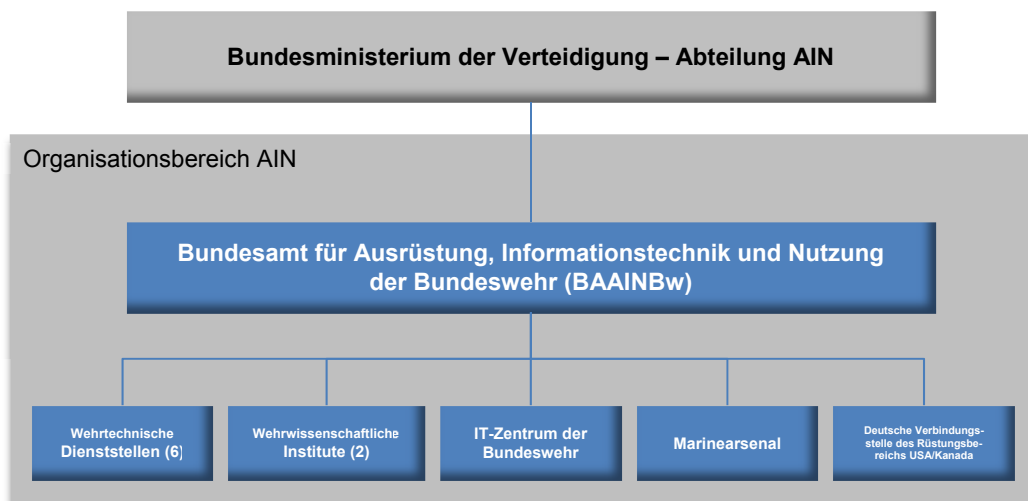 Bundesministerium der Verteidigung – Abteilung AIN
Organisationsbereich AIN
Bundesamt für Ausrüstung, Informationstechnik und Nutzung
der Bundeswehr (BAAINBw)
Wehrtechnische
Dienststellen (6)
Wehrwissenschaftliche
Institute (2)
IT-Zentrum der
Bundeswehr
Marinearsenal
Deutsche Verbindungs-
stelle des Rüstungsbe-
reichs USA/Kanada